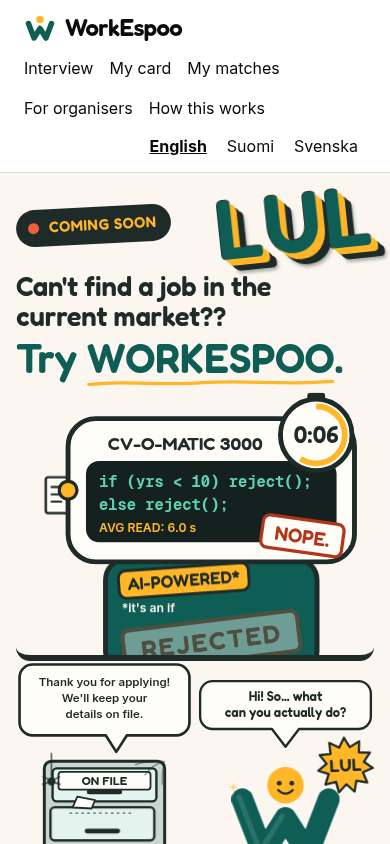 WorkEspoo
Interview My card My matches
For organisers How this works
English Suomi Svenska
COMING SOON
LUL
Can't find a job in the
current market??
Try WORKESPOO.
0:06
CV-O-MATIC 3000
if (yrs < 10) reject();
else reject();
AVG READ: 6.0 s
NOPE.
AI-POWERED*
*it's an if
REJECTED
Thank you for applying!
We'll keep your
details on file.
Hi! So... what
can you actually do?
LUL
ON FILE